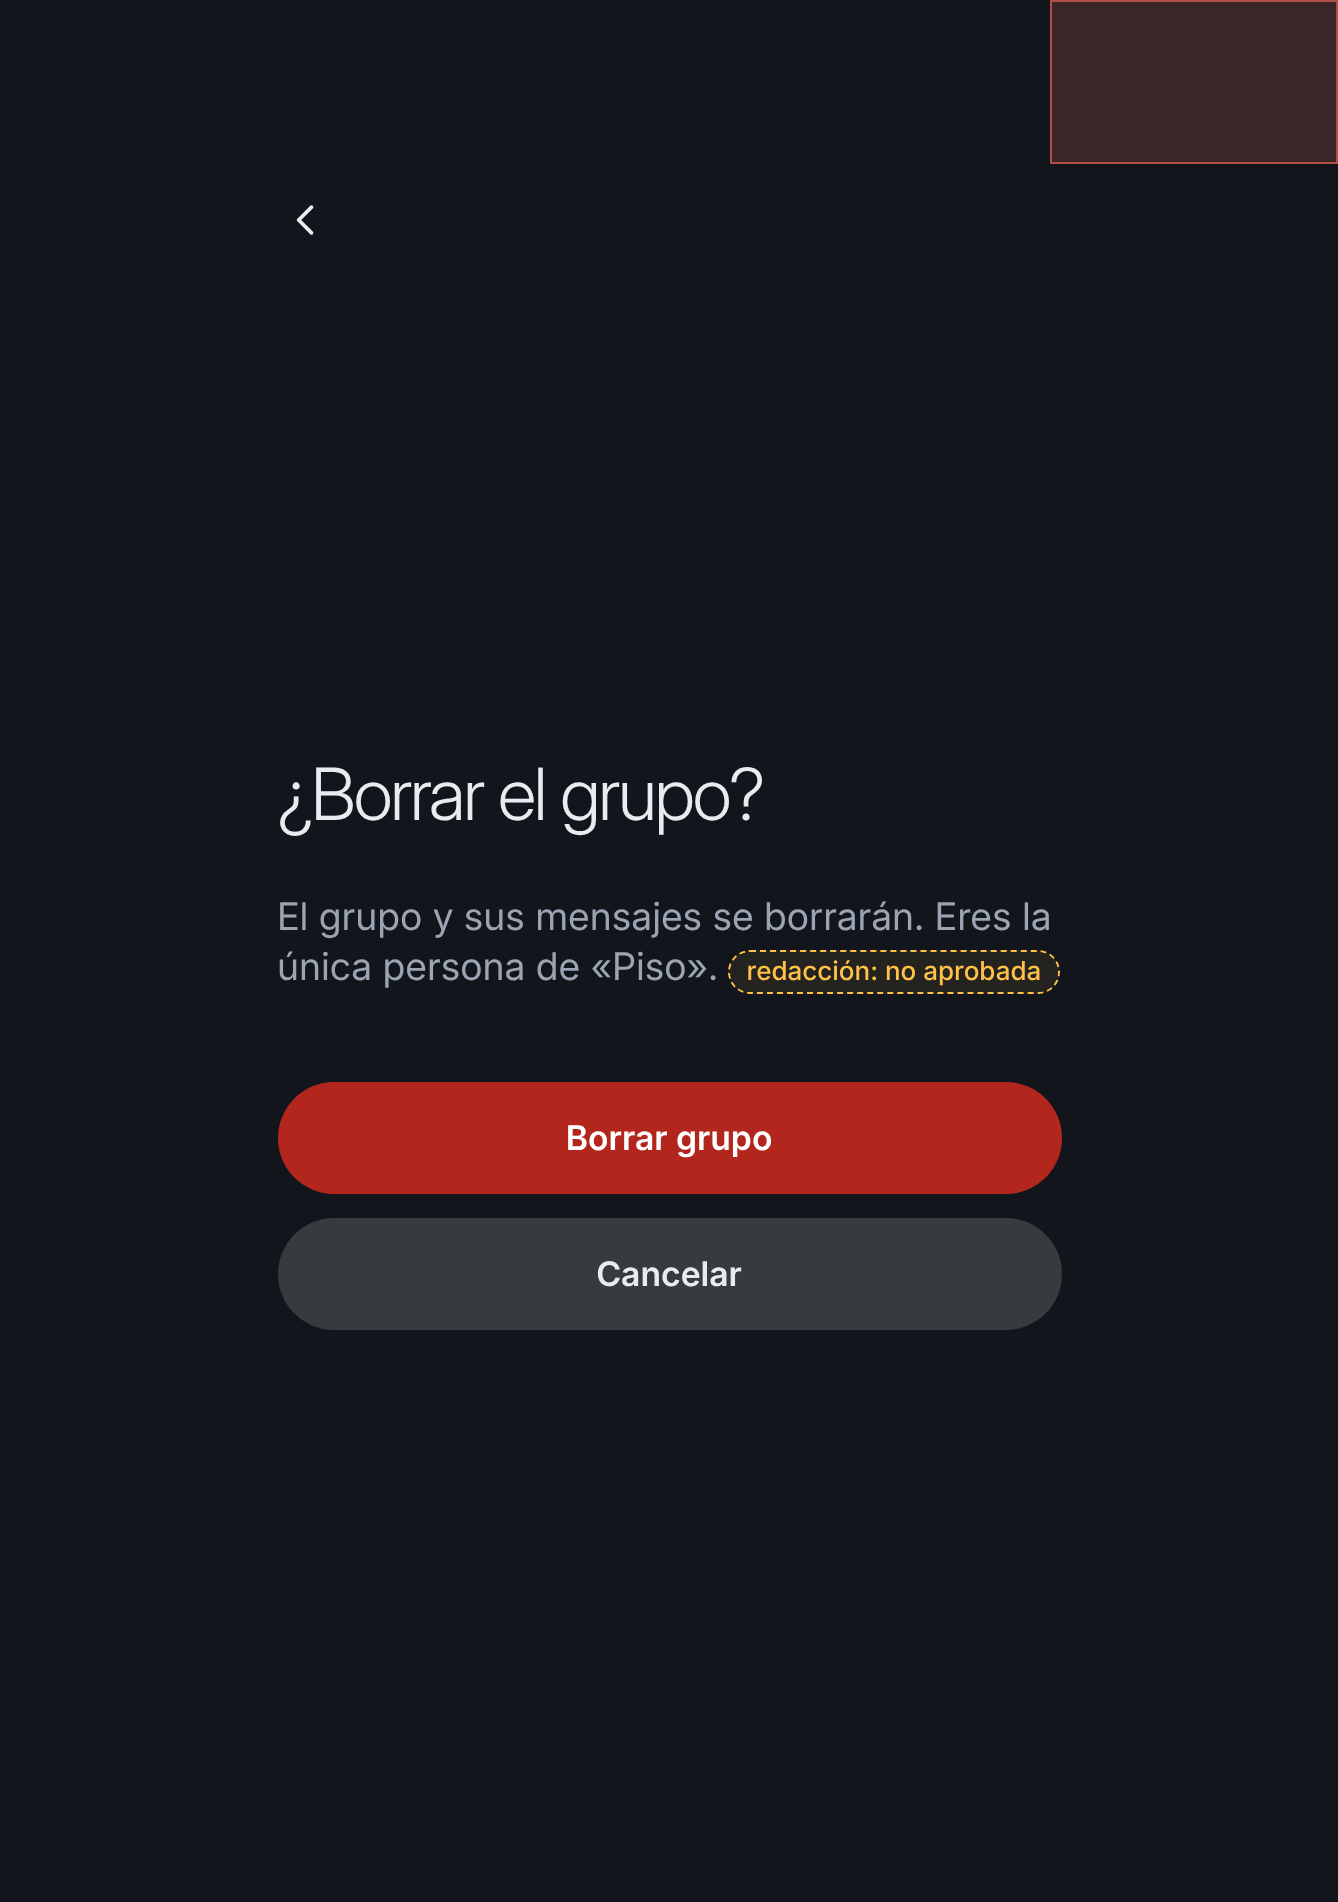 ¿Borrar el grupo?
El grupo y sus mensajes se borrarán. Eres la
única persona de «Piso». redacción: no aprobada
Borrar grupo
Cancelar